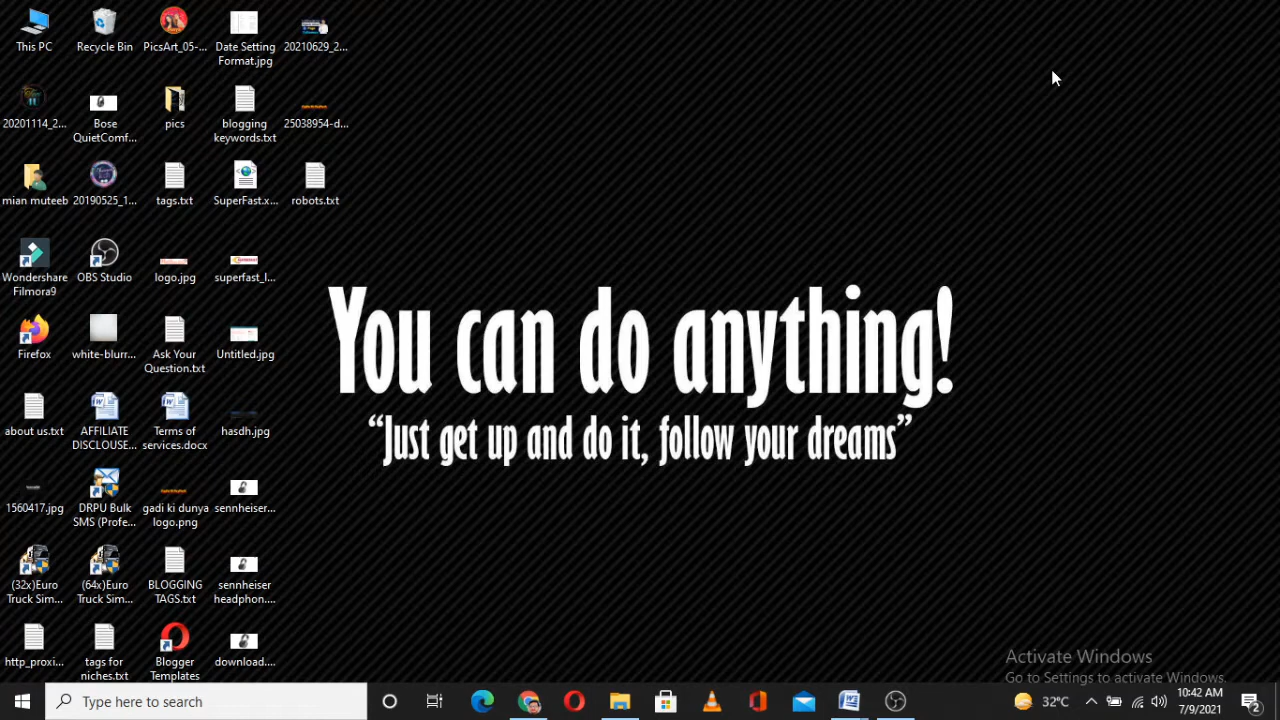 This PC
Recycle Bin
PicsArt_05-...
Date Setting
Format.jpg
20210629_2...
20201114_2...
Bose
QuietComf...
pics
blogging
keywords.txt
25038954-d...
mian muteeb
20190525_1...
tags.txt
SuperFast.x...
robots.txt
Wondershare
Filmora9
OBS Studio
logo.jpg
superfast_l...
Firefox
white-blurr...
Ask Your
Question.txt
Untitled.jpg
about us.txt
AFFILIATE
DISCLOUSE...
Terms of
services.docx
hasdh.jpg
1560417.jpg
DRPU Bulk
SMS (Profe...
gadi ki dunya
logo.png
sennheiser...
(32x)Euro
Truck Sim...
(64x)Euro
Truck Sim...
BLOGGING
TAGS.txt
sennheiser
headphon...
http_proxi...
tags for
niches.txt
Blogger
Templates
download....
You can do anything!
“Just get up and do it, follow your dreams”
Activate Windows
Go to Settings to activate Windows.
Type here to search
32°C
10:42 AM
7/9/2021
2